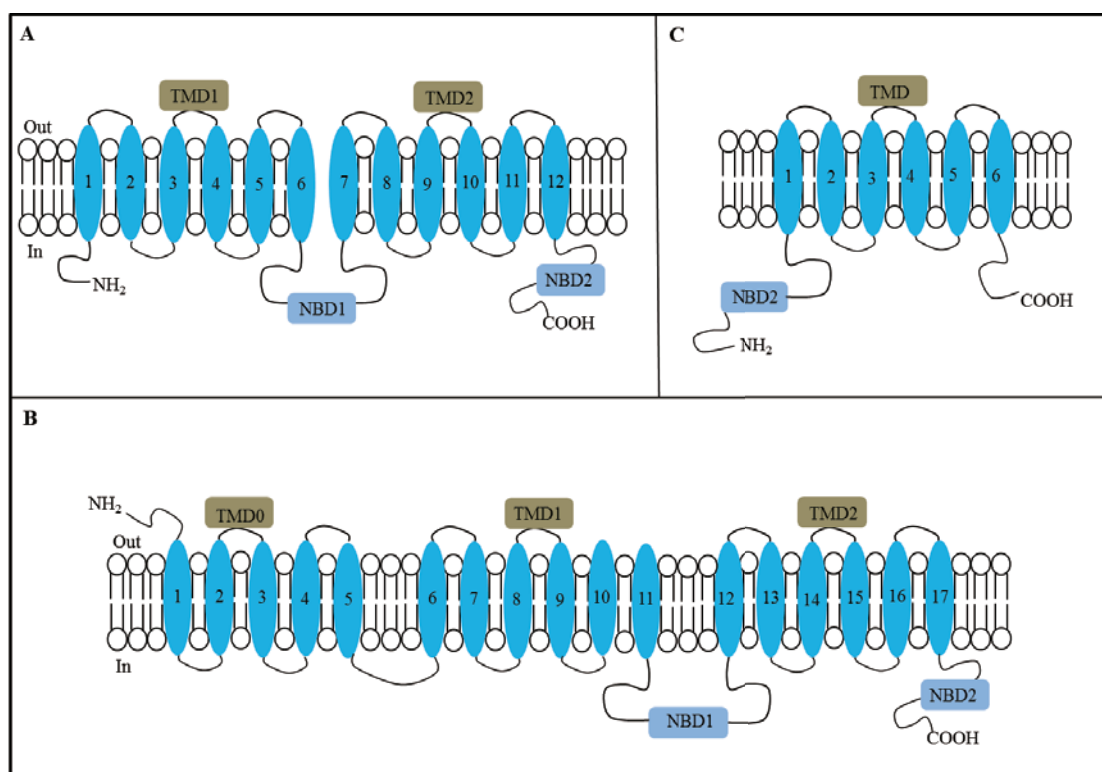 A
TMD1
TMD2
Out
1 2 3 4 5 6 7 8 9 10 11 12
In
NH2
NBD1
NBD2
COOH
C
TMD
1 2 3 4 5 6
NBD2
NH2
COOH
B
NH2
TMD0
TMD1
TMD2
Out
1 2 3 4 5 6 7 8 9 10 11 12 13 14 15 16 17
In
NBD1
NBD2
COOH